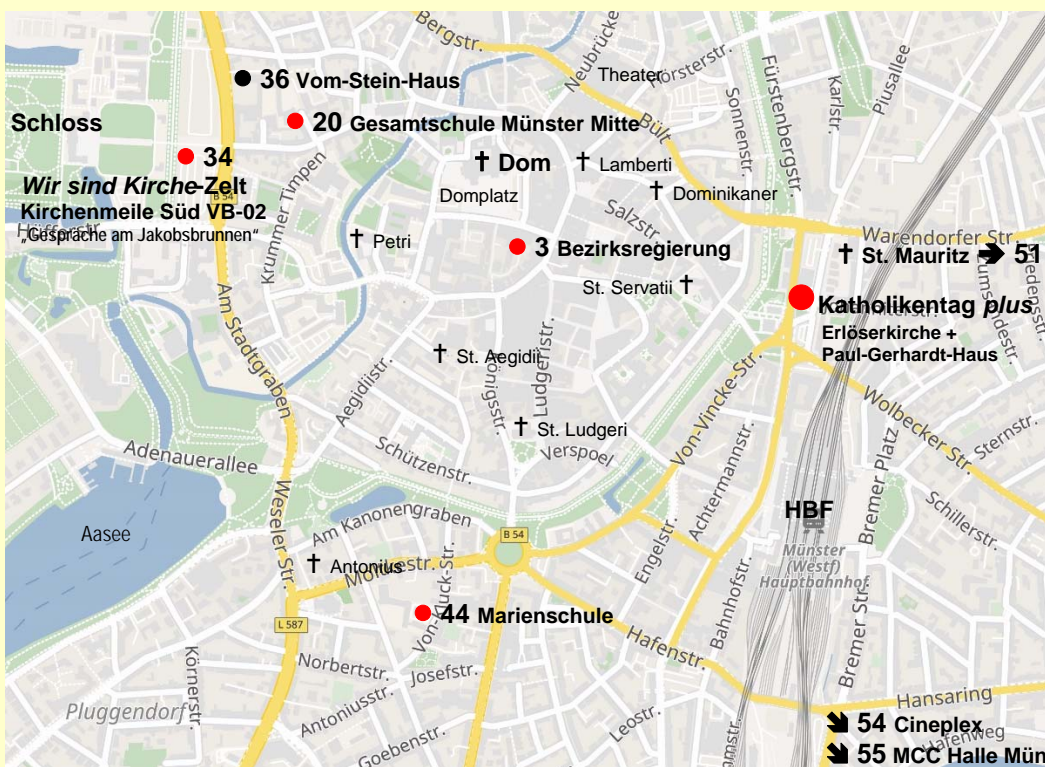 Bergstr.
Neubrücke
Theater
Försterstr.
Piusallee
Karlstr.
Fürstenbergstr.
Sonnenstr.
Bült
36 Vom-Stein-Haus
Schloss
20 Gesamtschule Münster Mitte
34
Wir sind Kirche-Zelt
Kirchenmeile Süd VB-02
„Gespräche am Jakobsbrunnen“
Hüfferstr.
B 54
Krummer Timpen
Dom
Domplatz
Lamberti
Dominikaner
Salzstr.
Petri
3 Bezirksregierung
St. Servatii
Warendorfer Str.
St. Mauritz 51
Katholikentag plus
Erlöserkirche +
Paul-Gerhardt-Haus
Am Stadtgraben
Aegidiistr.
St. Aegidii
Königsstr.
Ludgeristr.
St. Ludgeri
Verspoel
Schützenstr.
Von-Vincke-Str.
Wolbecker Str.
Sternstr.
Adenauerallee
Weseler Str.
Aasee
Am Kanonengraben
B 54
Achtermannstr.
Engelstr.
HBF
Münster
(Westf)
Hauptbahnhof
Bremer Platz
Schillerstr.
Antonius
Von-Kluck-Str.
44 Marienschule
L 587
Bahnhofstr.
Hafenstr.
Bremer Str.
Norbertstr.
Josefstr.
Körnerstr.
Antoniusstr.
Pluggendorf
Goebenstr.
Leostr.
Hansaring
Hafenweg
54 Cineplex
55 MCC Halle Mün